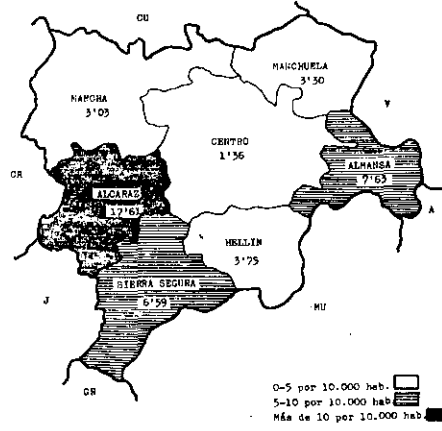 CU
MANCHUELA
3'30
MANCHA
3'03
V
CENTRO
1'36
ALMANSA
7'63
CR
ALCARAZ
17'61
A
HELLIN
3'75
SIERRA SEGURA
6'59
J
MU
GR
0-5 por 10.000 hab.
5-10 por 10.000 hab.
Más de 10 por 10.000 hab.